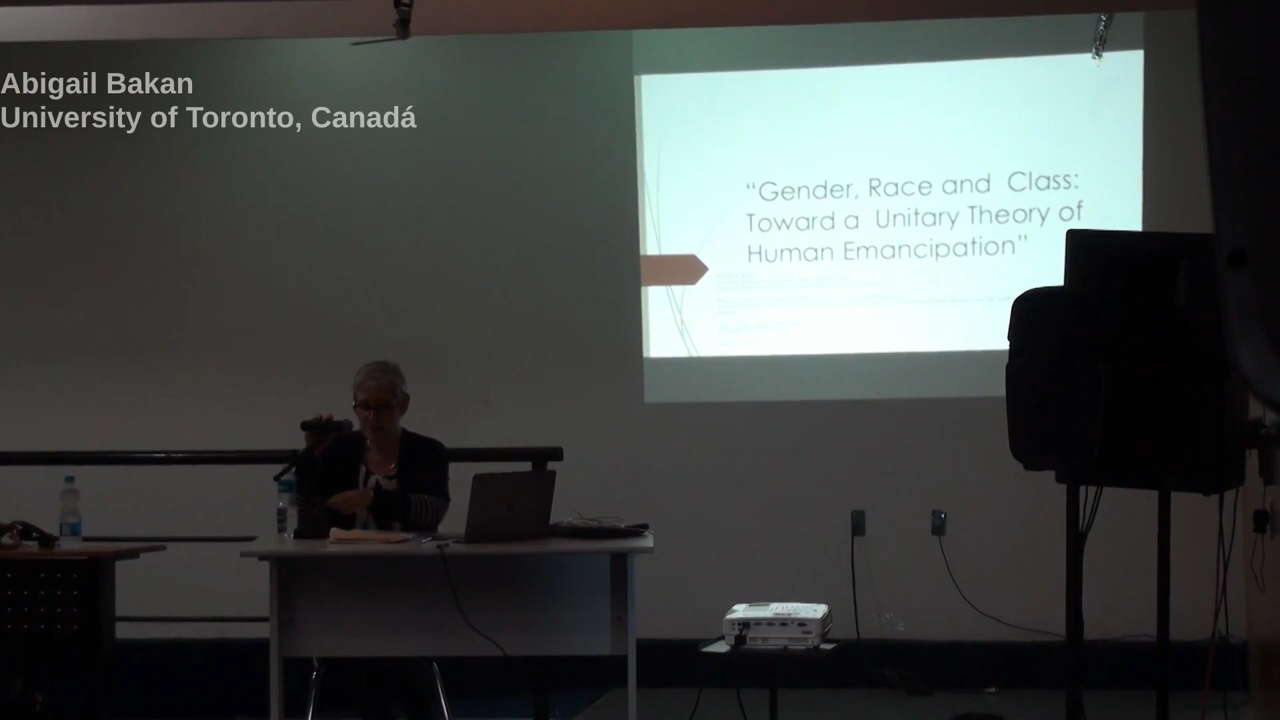 Abigail Bakan
University of Toronto, Canadá
“Gender, Race and Class:
Toward a Unitary Theory of
Human Emancipation”